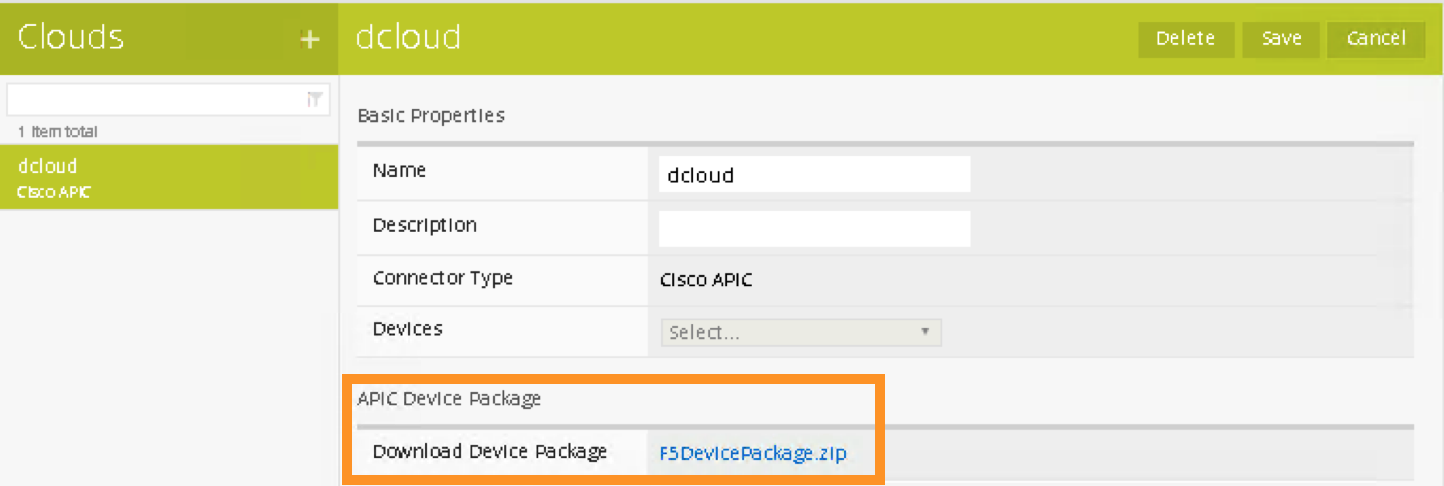 Clouds +
dcloud
Delete Save Cancel
1 Item total
dcloud
Cisco APIC
Basic Properties
Name dcloud
Description
Connector Type Cisco APIC
Devices Select...
APIC Device Package
Download Device Package F5DevicePackage.zip